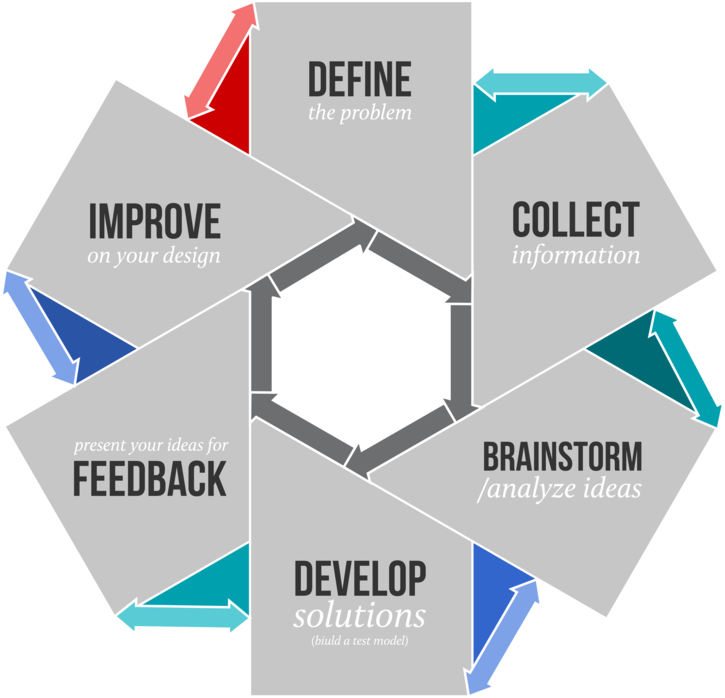 DEFINE
the problem
COLLECT
information
BRAINSTORM
/analyze ideas
DEVELOP
solutions
(biuld a test model)
present your ideas for
FEEDBACK
IMPROVE
on your design